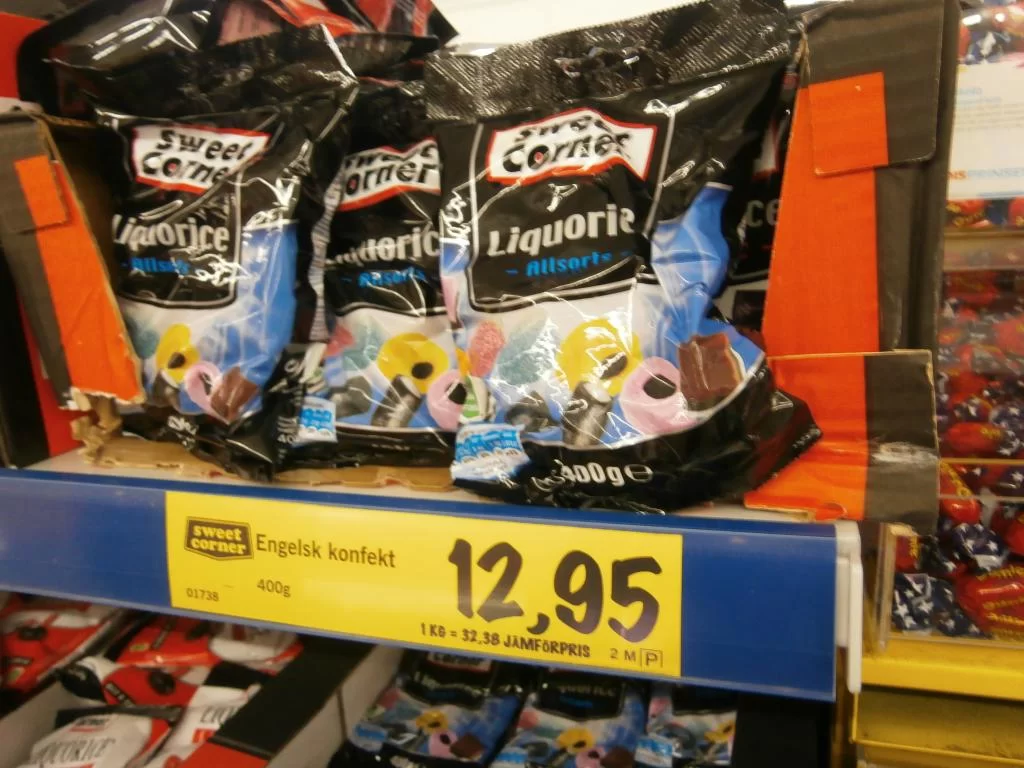 sweet
corner
Liquorice
Allsorts
sweet
corner
Liquoric
Allsorts
sweet
corner
Liquorice
Allsorts
400g℮
sweet
corner
Engelsk konfekt
12,95
01738
400g
1 KG = 32,38 JÄMFÖRPRIS
2 M P